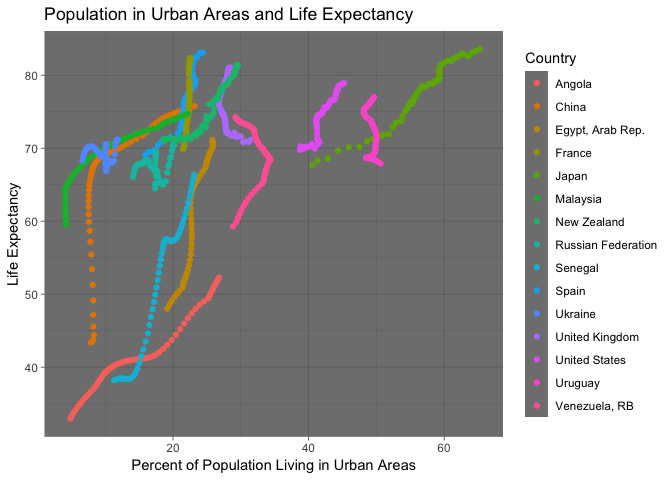 Population in Urban Areas and Life Expectancy
80
70
60
50
40
Life Expectancy
20
40
60
Percent of Population Living in Urban Areas
Country
Angola
China
Egypt, Arab Rep.
France
Japan
Malaysia
New Zealand
Russian Federation
Senegal
Spain
Ukraine
United Kingdom
United States
Uruguay
Venezuela, RB